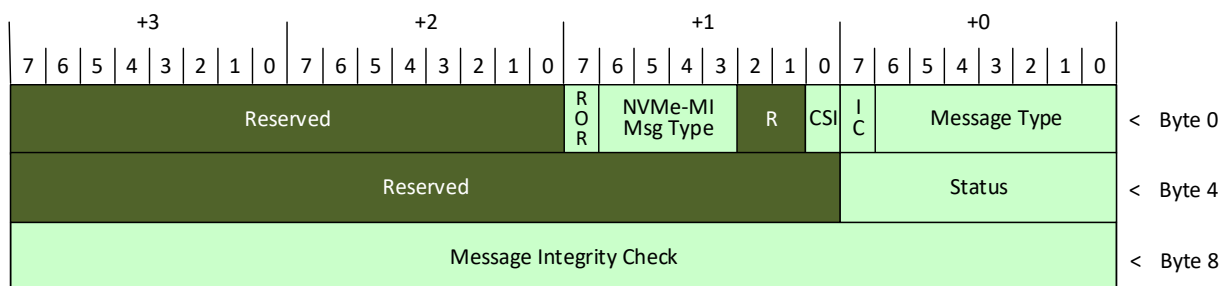 +3 +2 +1 +0
7 6 5 4 3 2 1 0 7 6 5 4 3 2 1 0 7 6 5 4 3 2 1 0 7 6 5 4 3 2 1 0
Reserved
R
O
R
NVMe-MI
Msg Type
R
CSI
I
C
Message Type
< Byte 0
Reserved
Status
< Byte 4
Message Integrity Check
< Byte 8